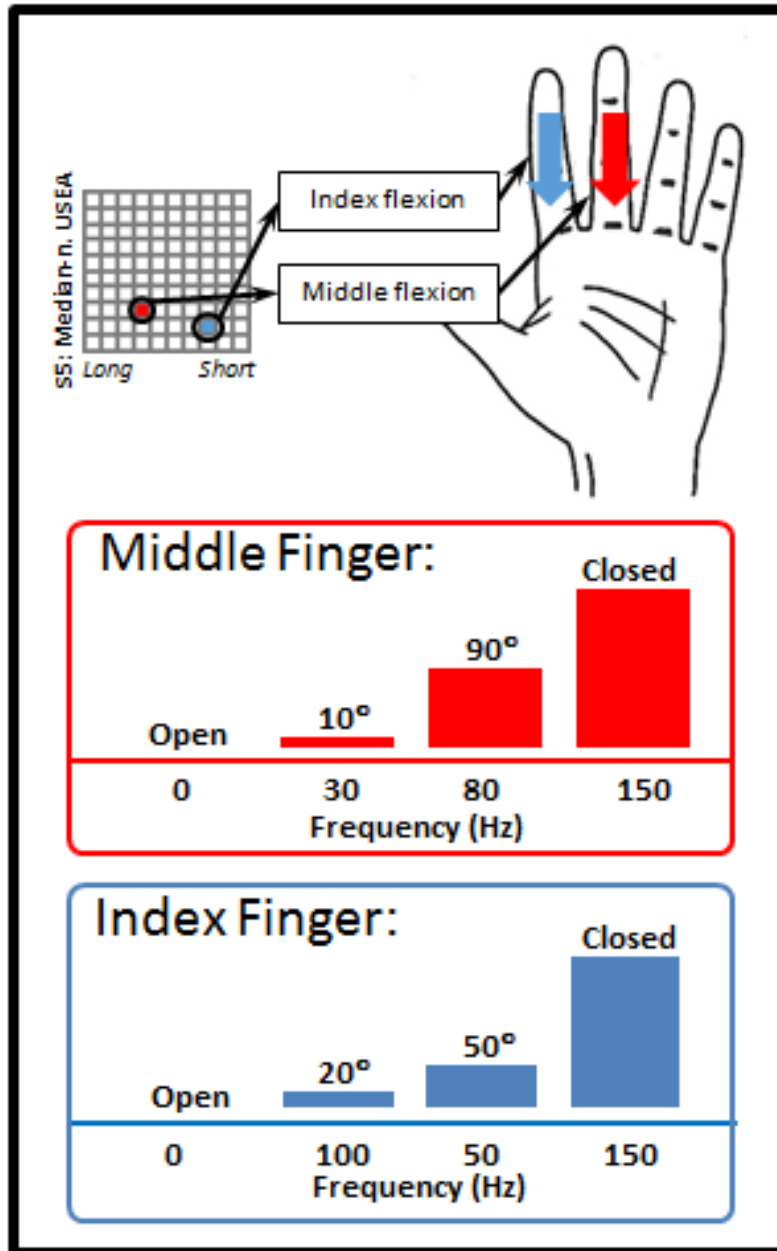 S5: Median-n. USEA
Index flexion
Middle flexion
Long Short
Middle Finger:
Closed
90°
10°
Open
0 30 80 150
Frequency (Hz)
Index Finger:
Closed
50°
20°
Open
0 100 50 150
Frequency (Hz)